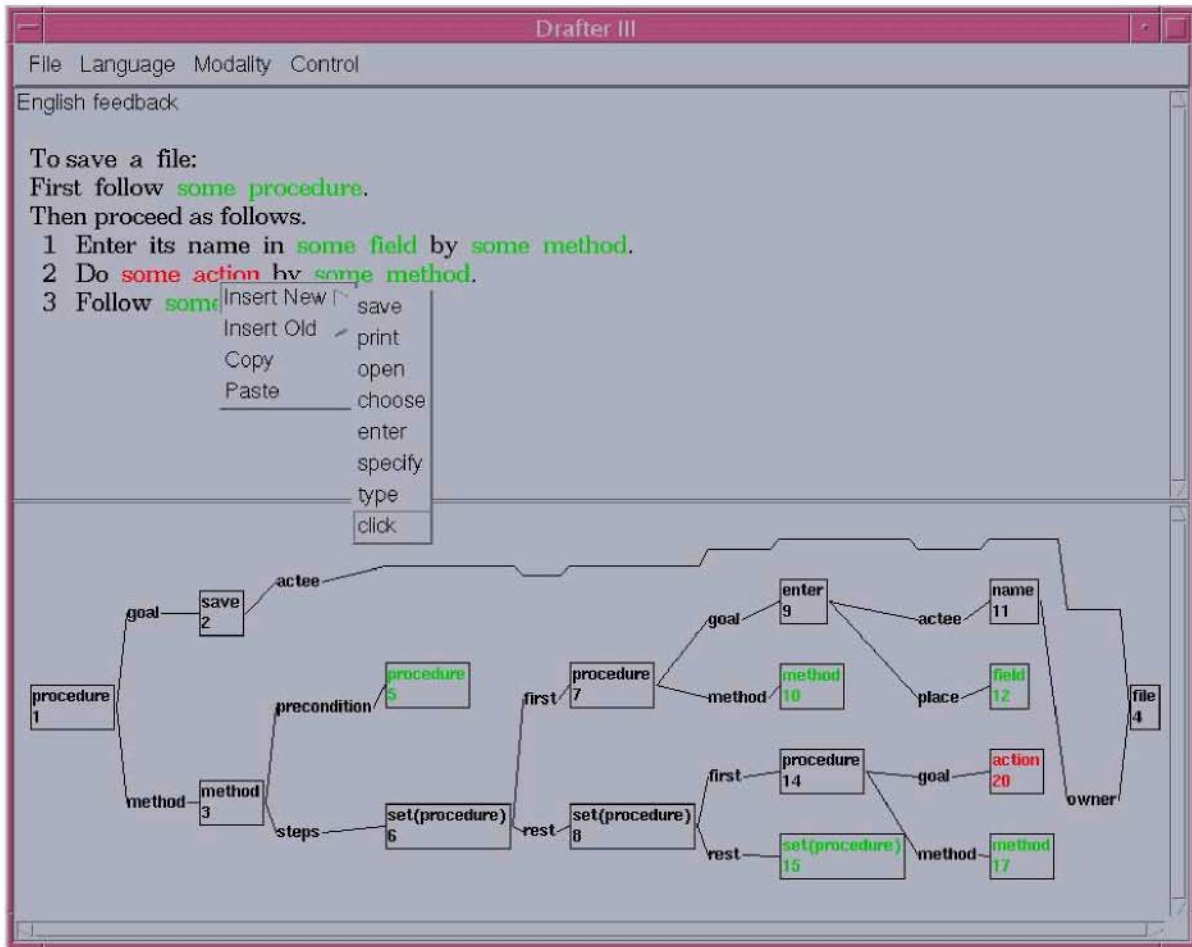 Drafter III
File Language Modality Control
English feedback
To save a file:
First follow some procedure.
Then proceed as follows.
1 Enter its name in some field by some method.
2 Do some action by some method.
3 Follow some
Insert New
Insert Old
Copy
Paste
save
print
open
choose
enter
specify
type
click
procedure
1
goal
save
2
actee
method
method
3
precondition
procedure
5
steps
set(procedure)
6
first
procedure
7
rest
set(procedure)
8
goal
enter
9
method
method
10
actee
name
11
place
field
12
first
procedure
14
rest
set(procedure)
15
goal
action
20
method
method
17
owner
file
4